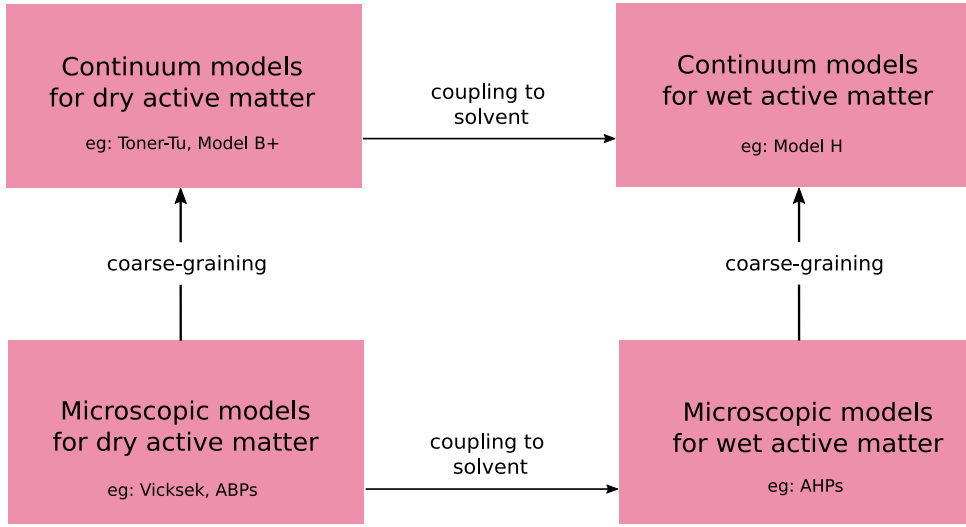 Continuum models
for dry active matter
eg: Toner-Tu, Model B+
coupling to
solvent
Continuum models
for wet active matter
eg: Model H
coarse-graining
coarse-graining
Microscopic models
for dry active matter
eg: Vicksek, ABPs
coupling to
solvent
Microscopic models
for wet active matter
eg: AHPs